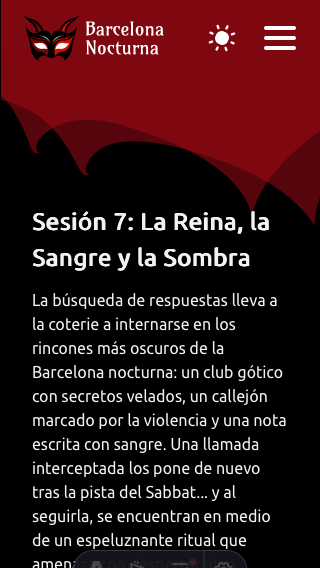 Barcelona
Nocturna
Sesión 7: La Reina, la
Sangre y la Sombra
La búsqueda de respuestas lleva a
la coterie a internarse en los
rincones más oscuros de la
Barcelona nocturna: un club gótico
con secretos velados, un callejón
marcado por la violencia y una nota
escrita con sangre. Una llamada
interceptada los pone de nuevo
tras la pista del Sabbat... y al
seguirla, se encuentran en medio
de un espeluznante ritual que